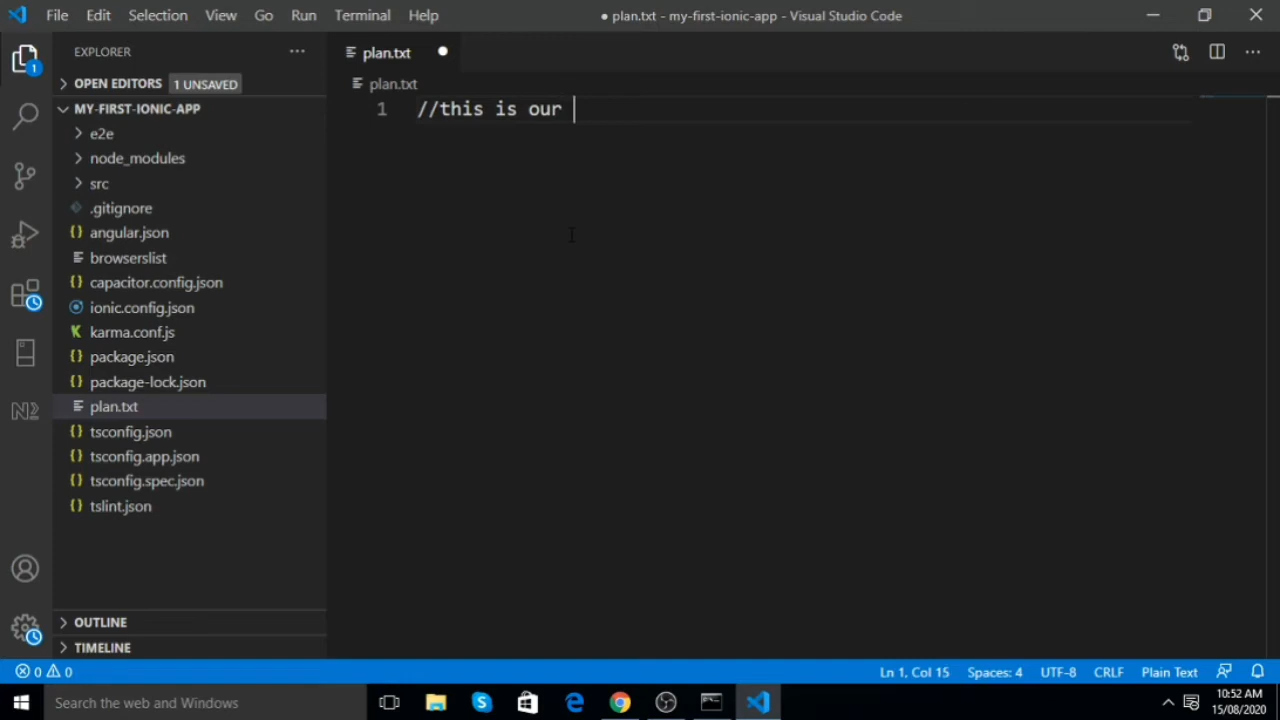 File Edit Selection View Go Run Terminal Help
● plan.txt - my-first-ionic-app - Visual Studio Code
EXPLORER
plan.txt
1
OPEN EDITORS 1 UNSAVED
plan.txt
MY-FIRST-IONIC-APP
1 //this is our
e2e
node_modules
src
.gitignore
angular.json
browserslist
capacitor.config.json
ionic.config.json
karma.conf.js
package.json
package-lock.json
plan.txt
tsconfig.json
tsconfig.app.json
tsconfig.spec.json
tslint.json
OUTLINE
TIMELINE
0 0
Ln 1, Col 15 Spaces: 4 UTF-8 CRLF Plain Text
Search the web and Windows
10:52 AM
15/08/2020